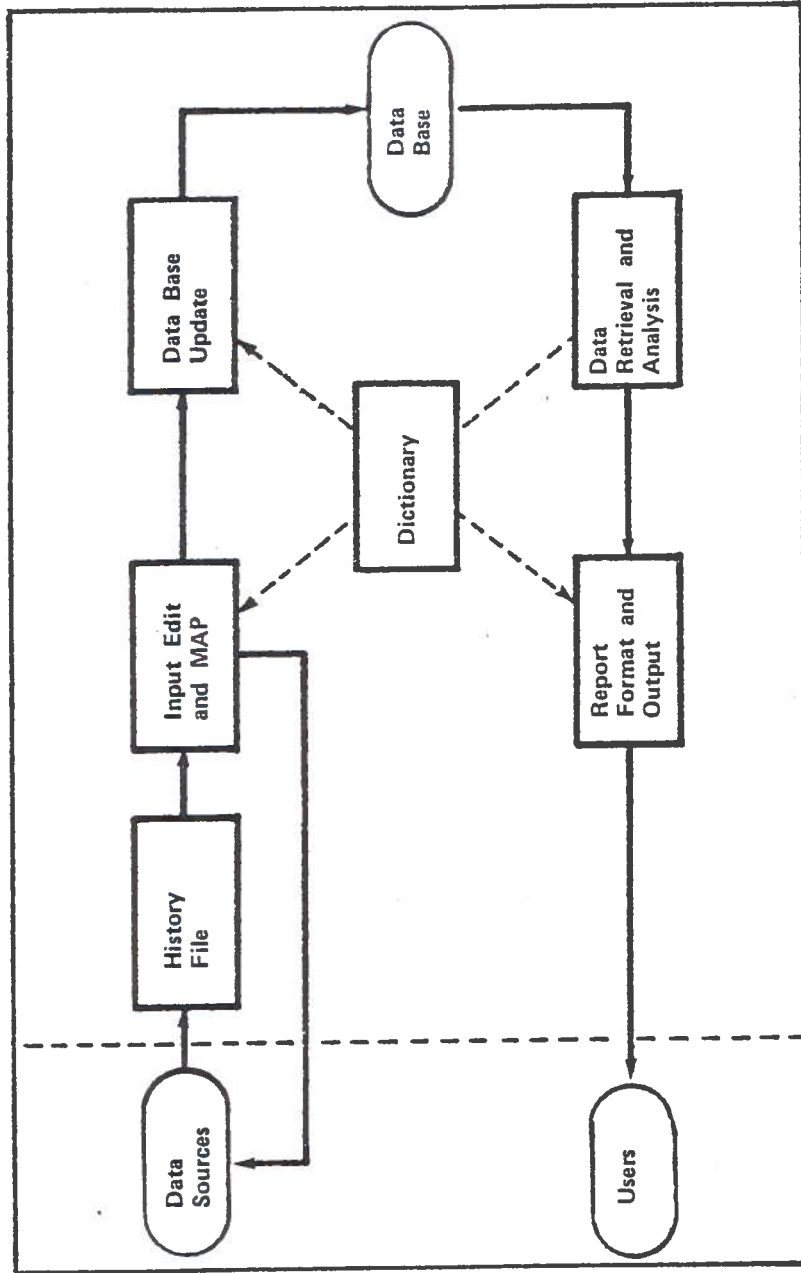 Data
Sources
History
File
Input Edit
and MAP
Data Base
Update
Data
Base
Dictionary
Users
Report
Format and
Output
Data
Retrieval and
Analysis